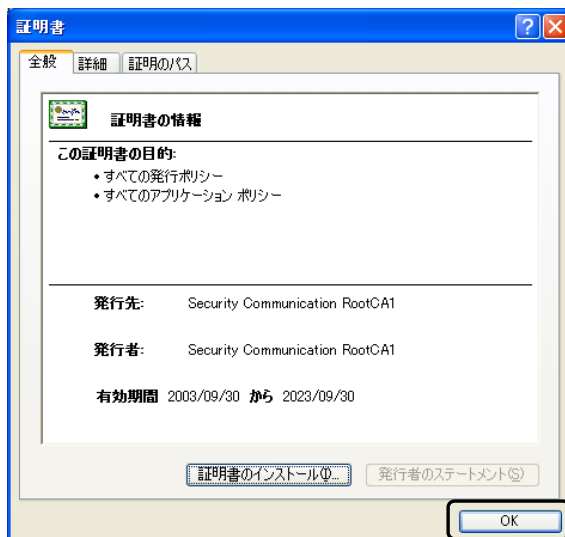 証明書
全般 詳細 証明のパス
証明書の情報
この証明書の目的:
• すべての発行ポリシー
• すべてのアプリケーション ポリシー
発行先: Security Communication RootCA1
発行者: Security Communication RootCA1
有効期間 2003/09/30 から 2023/09/30
証明書のインストール(I)... 発行者のステートメント(S)
OK